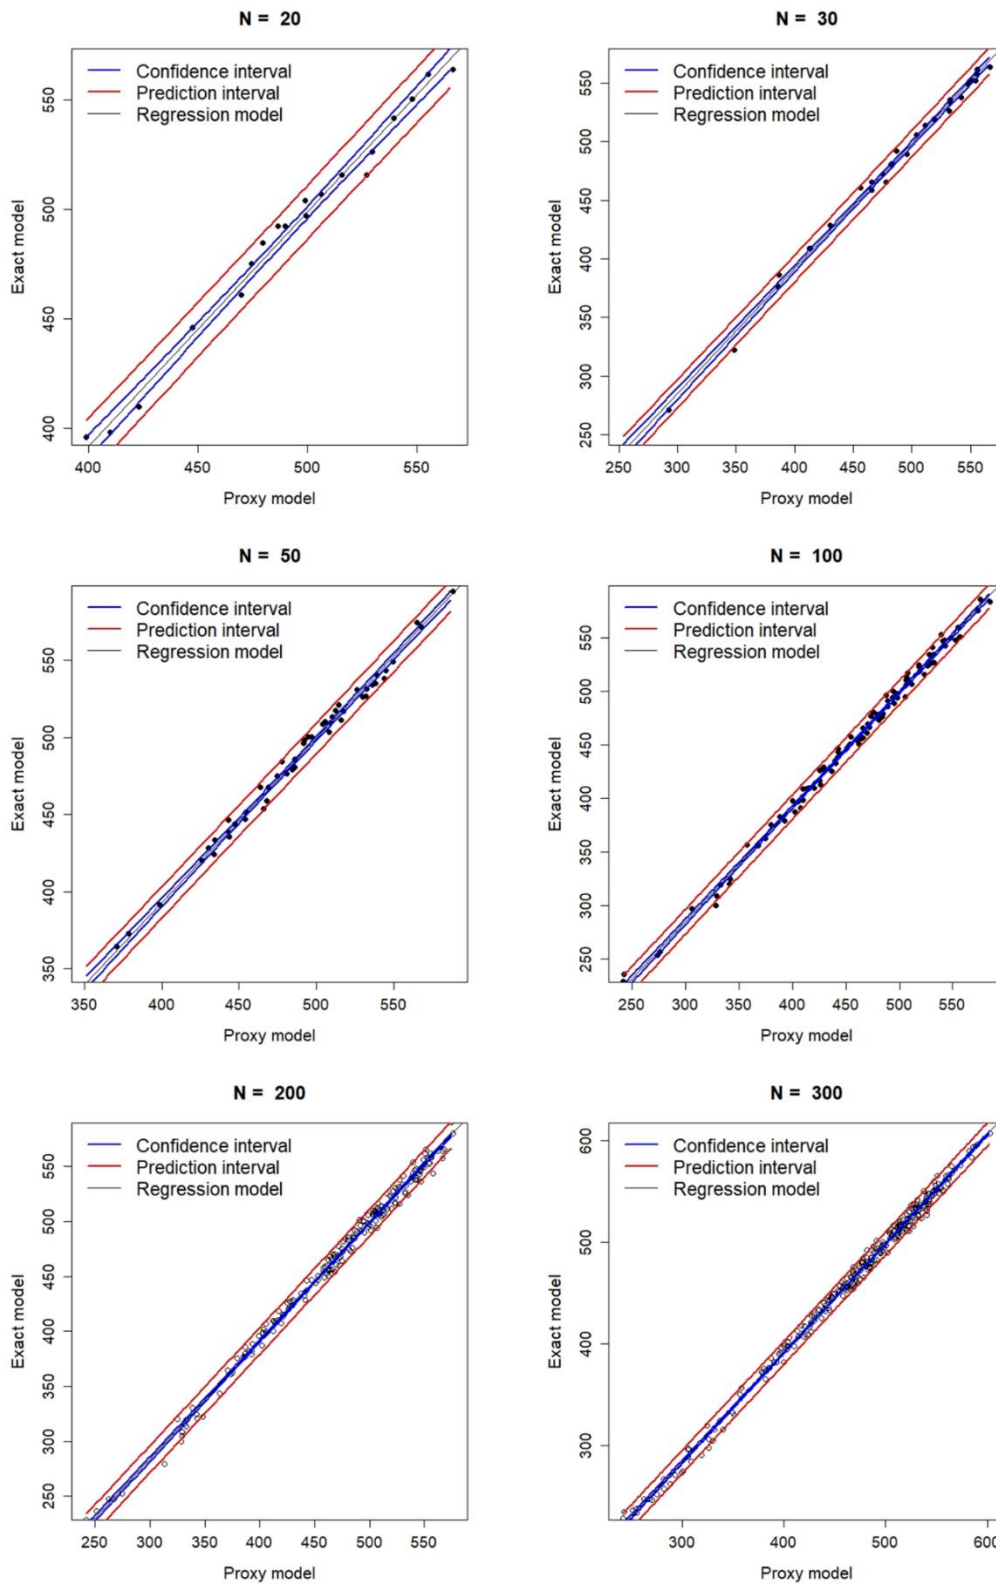 N = 20
Confidence interval
Prediction interval
Regression model
Exact model
400 450 500 550
400 450 500 550
Proxy model
N = 30
Confidence interval
Prediction interval
Regression model
Exact model
250 300 350 400 450 500 550
250 300 350 400 450 500 550
Proxy model
N = 50
Confidence interval
Prediction interval
Regression model
Exact model
350 400 450 500 550
350 400 450 500 550
Proxy model
N = 100
Confidence interval
Prediction interval
Regression model
Exact model
250 300 350 400 450 500 550
250 300 350 400 450 500 550
Proxy model
N = 200
Confidence interval
Prediction interval
Regression model
Exact model
250 300 350 400 450 500 550
250 300 350 400 450 500 550
Proxy model
N = 300
Confidence interval
Prediction interval
Regression model
Exact model
300 400 500 600
300 400 500 600
Proxy model